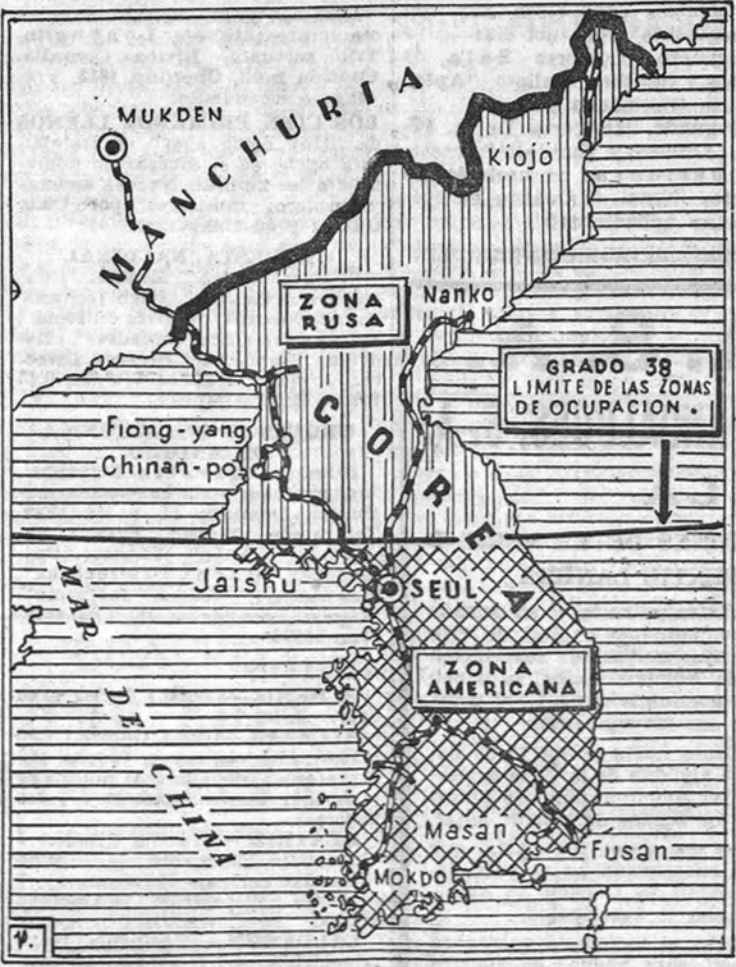 MUKDEN
MANCHURIA
Kiojo
ZONA
RUSA
Nanko
GRADO 38
LIMITE DE LAS ZONAS
DE OCUPACION.
COREA
Fiong-yang
Chinan-po
Jaishu
SEUL
MAR DE CHINA
ZONA
AMERICANA
Masan
Fusan
Mokdo